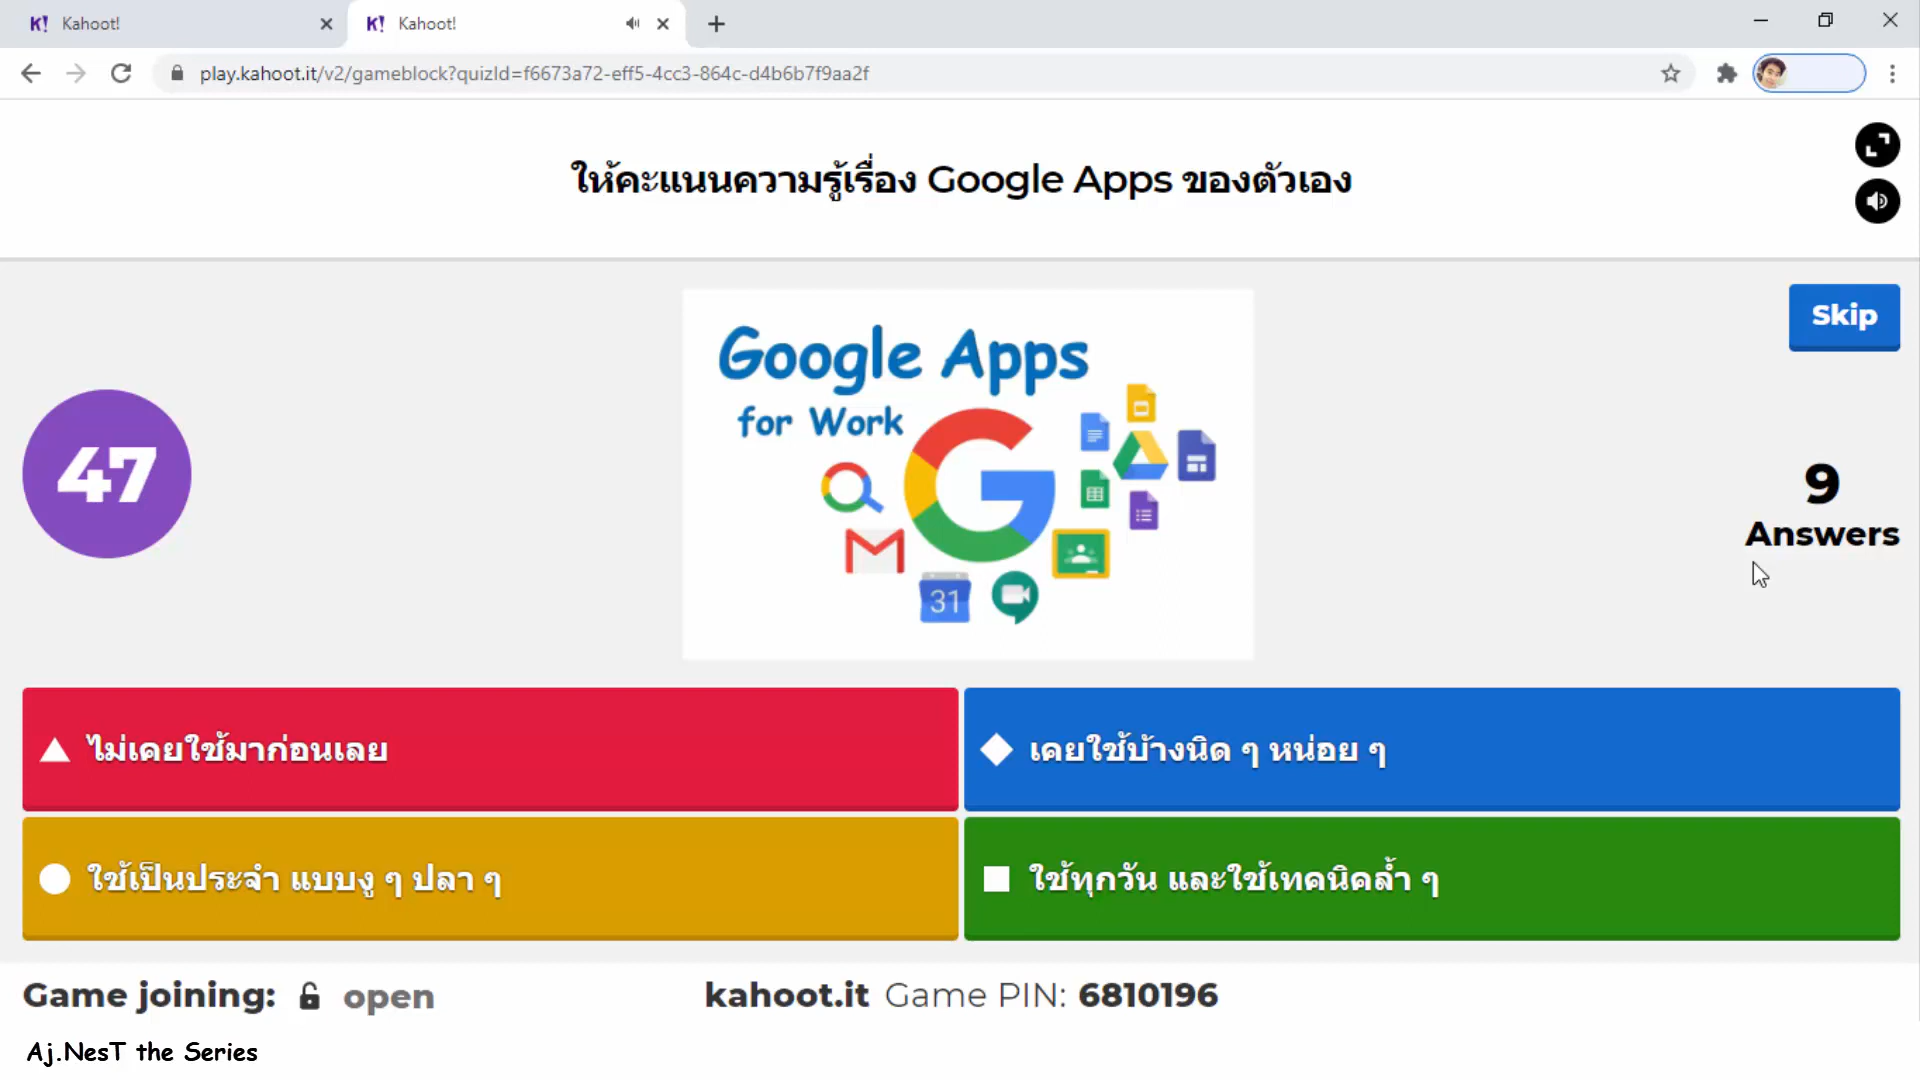 K! Kahoot!
K! Kahoot!
play.kahoot.it/v2/gameblock?quizId=f6673a72-eff5-4cc3-864c-d4b6b7f9aa2f
ให้คะแนนความรู้เรื่อง Google Apps ของตัวเอง
Skip
Google Apps
for Work
G
31
47
9
Answers
ไม่เคยใช้มาก่อนเลย
เคยใช้บ้างนิด ๆ หน่อย ๆ
ใช้เป็นประจำ แบบงู ๆ ปลา ๆ
ใช้ทุกวัน และใช้เทคนิคล้ำ ๆ
Game joining: open
kahoot.it Game PIN: 6810196
Aj.NesT the Series